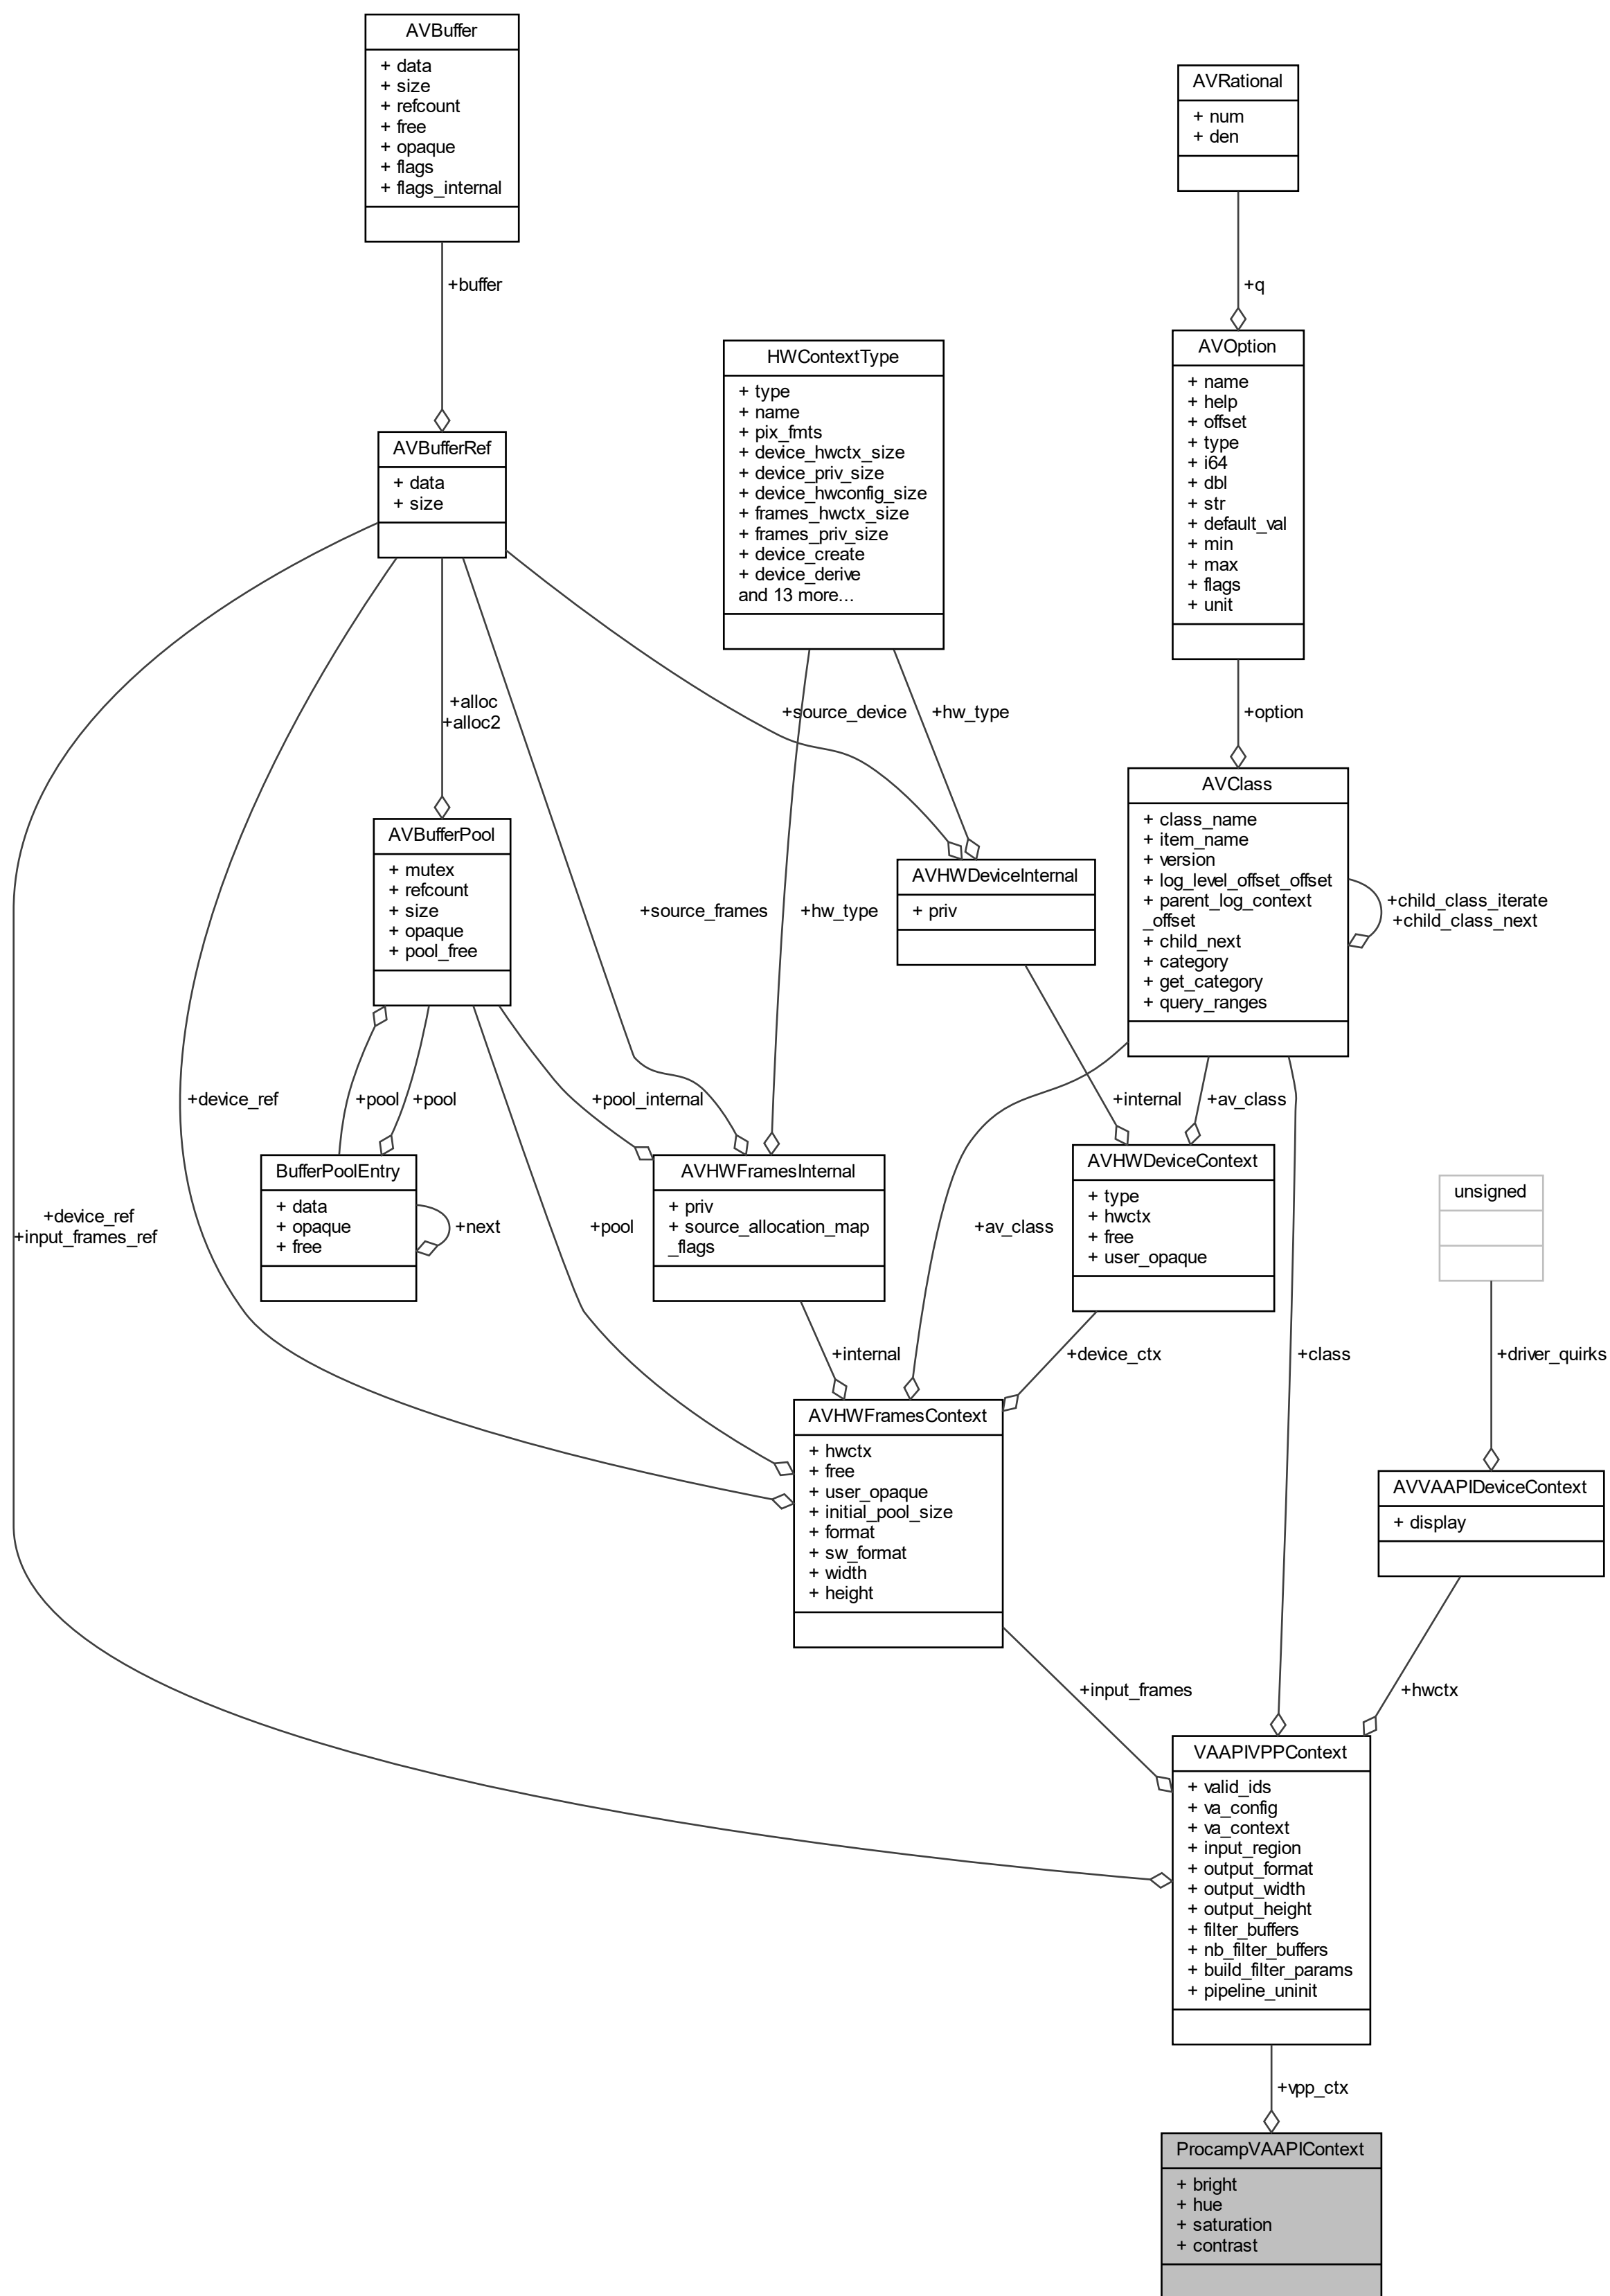 AVBuffer
+ data
+ size
+ refcount
+ free
+ opaque
+ flags
+ flags_internal
AVRational
+ num
+ den
+buffer
+q
AVOption
+ name
+ help
+ offset
+ type
+ i64
+ dbl
+ str
+ default_val
+ min
+ max
+ flags
+ unit
HWContextType
+ type
+ name
+ pix_fmts
+ device_hwctx_size
+ device_priv_size
+ device_hwconfig_size
+ frames_hwctx_size
+ frames_priv_size
+ device_create
+ device_derive
and 13 more...
AVBufferRef
+ data
+ size
+alloc
+alloc2
+source_device
+hw_type
+option
AVClass
+ class_name
+ item_name
+ version
+ log_level_offset_offset
+ parent_log_context
_offset
+ child_next
+ category
+ get_category
+ query_ranges
+child_class_iterate
+child_class_next
AVBufferPool
+ mutex
+ refcount
+ size
+ opaque
+ pool_free
+source_frames
+hw_type
AVHWDeviceInternal
+ priv
+device_ref
+pool
+pool
+pool_internal
+internal
+av_class
BufferPoolEntry
+ data
+ opaque
+ free
+next
AVHWFramesInternal
+ priv
+ source_allocation_map
_flags
AVHWDeviceContext
+ type
+ hwctx
+ free
+ user_opaque
unsigned
+device_ref
+input_frames_ref
+pool
+av_class
+internal
+device_ctx
+class
+driver_quirks
AVHWFramesContext
+ hwctx
+ free
+ user_opaque
+ initial_pool_size
+ format
+ sw_format
+ width
+ height
AVVAAPIDeviceContext
+ display
+input_frames
+hwctx
VAAPIVPPContext
+ valid_ids
+ va_config
+ va_context
+ input_region
+ output_format
+ output_width
+ output_height
+ filter_buffers
+ nb_filter_buffers
+ build_filter_params
+ pipeline_uninit
+vpp_ctx
ProcampVAAPIContext
+ bright
+ hue
+ saturation
+ contrast